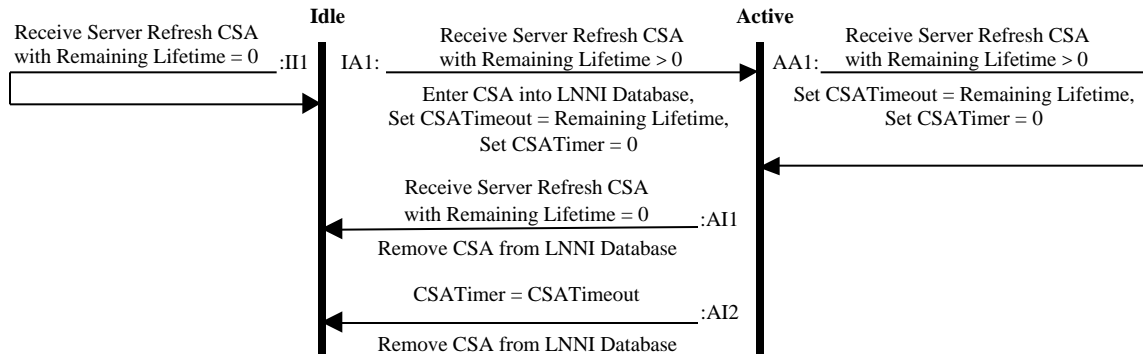 Idle
Active
Receive Server Refresh CSA
with Remaining Lifetime = 0
:II1
IA1:
Receive Server Refresh CSA
with Remaining Lifetime > 0
Enter CSA into LNNI Database,
Set CSATimeout = Remaining Lifetime,
Set CSATimer = 0
AA1:
Receive Server Refresh CSA
with Remaining Lifetime > 0
Set CSATimeout = Remaining Lifetime,
Set CSATimer = 0
Receive Server Refresh CSA
with Remaining Lifetime = 0
:AI1
Remove CSA from LNNI Database
CSATimer = CSATimeout
:AI2
Remove CSA from LNNI Database